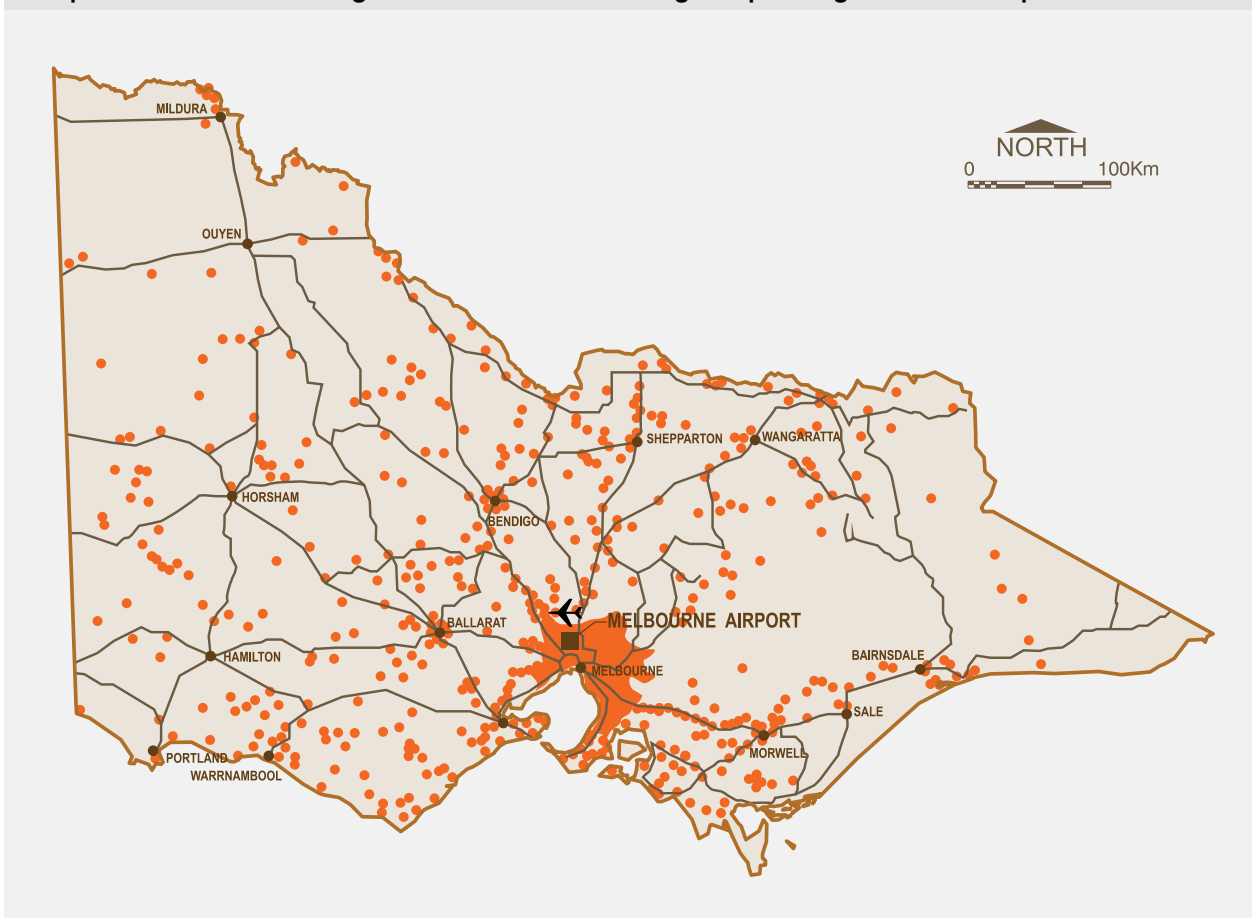 MILDURA
NORTH
0 100Km
OUYEN
SHEPPARTON
WANGARATTA
HORSHAM
BENDIGO
MELBOURNE AIRPORT
BALLARAT
HAMILTON
BAIRNSDALE
MELBOURNE
SALE
MORWELL
PORTLAND
WARRNAMBOOL